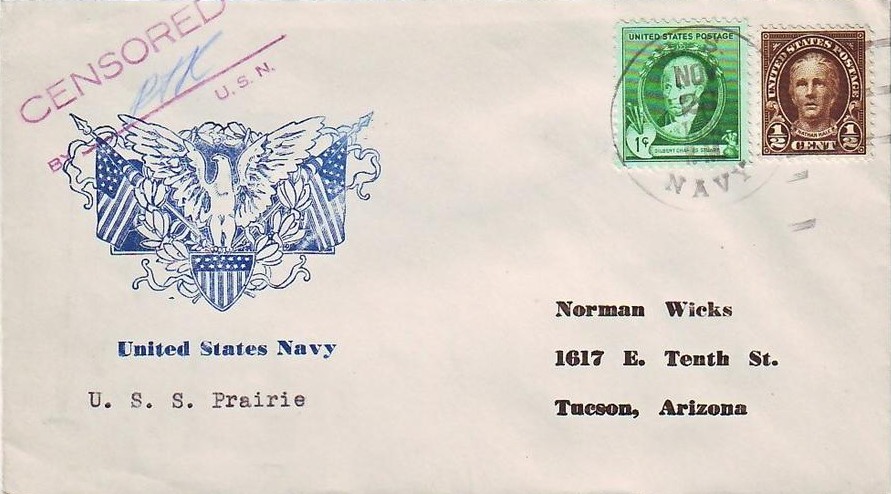 CENSORED
BY
U.S.N.
UNITED STATES POSTAGE
1¢
GILBERT CHARLES STUART
UNITED STATES POSTAGE
NATHAN HALE
1/2 CENT 1/2
NOV
NAVY
United States Navy
U. S. S. Prairie
Norman Wicks
1617 E. Tenth St.
Tucson, Arizona